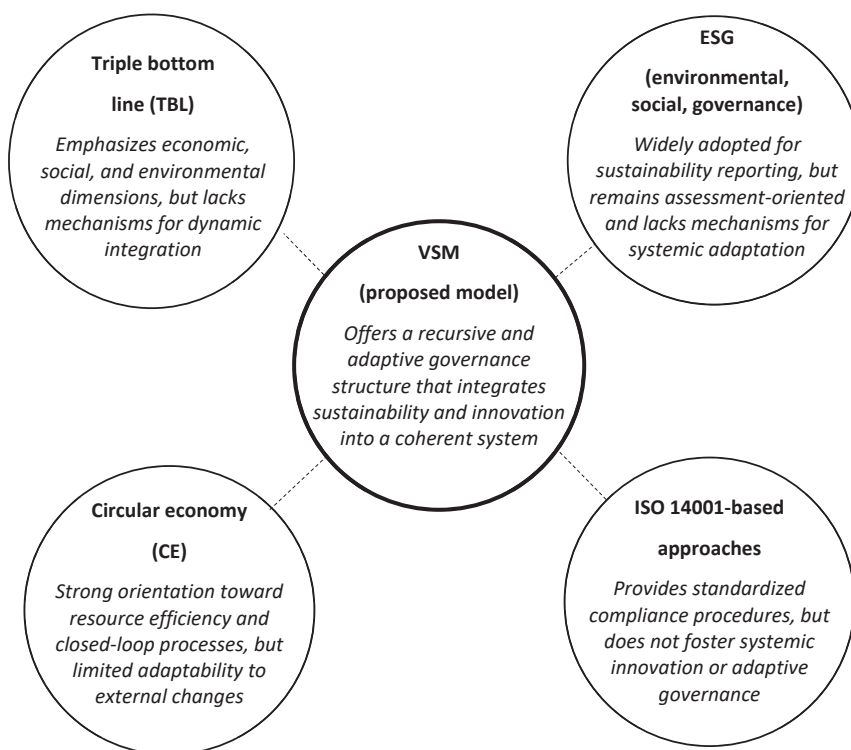 Triple bottom
line (TBL)
Emphasizes economic,
social, and environmental
dimensions, but lacks
mechanisms for dynamic
integration
ESG
(environmental,
social, governance)
Widely adopted for
sustainability reporting, but
remains assessment-oriented
and lacks mechanisms for
systemic adaptation
VSM
(proposed model)
Offers a recursive and
adaptive governance
structure that integrates
sustainability and innovation
into a coherent system
Circular economy
(CE)
Strong orientation toward
resource efficiency and
closed-loop processes, but
limited adaptability to
external changes
ISO 14001-based
approaches
Provides standardized
compliance procedures, but
does not foster systemic
innovation or adaptive
governance